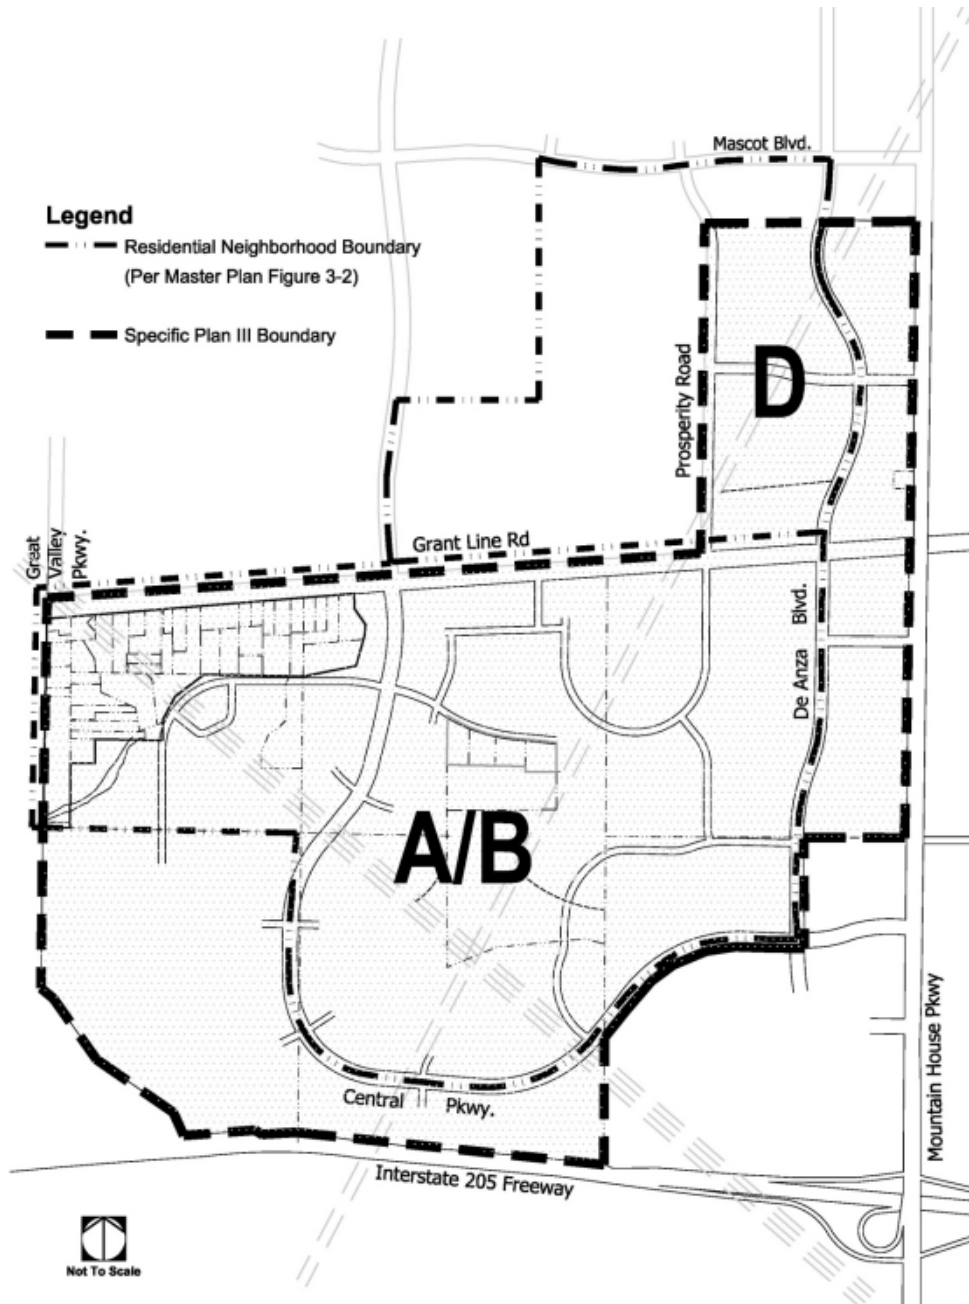 Mascot Blvd.
Legend
Residential Neighborhood Boundary
(Per Master Plan Figure 3-2)
Specific Plan III Boundary
Prosperity Road
D
Grant Line Rd
Great
Valley
Pkwy.
De Anza Blvd.
A/B
Central Pkwy.
Mountain House Pkwy
Interstate 205 Freeway
Not To Scale